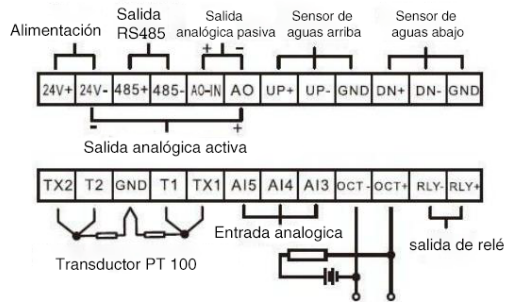 Alimentación
Salida
RS485
Salida
analógica pasiva
+ -
Sensor de
aguas arriba
Sensor de
aguas abajo
24V+ 24V- 485+ 485- AO-IN AO UP+ UP- GND DN+ DN- GND
- +
Salida analógica activa
TX2 T2 GND T1 TX1 AI5 AI4 AI3 OCT- OCT+ RLY- RLY+
Entrada analogica
salida de relé
Transductor PT 100